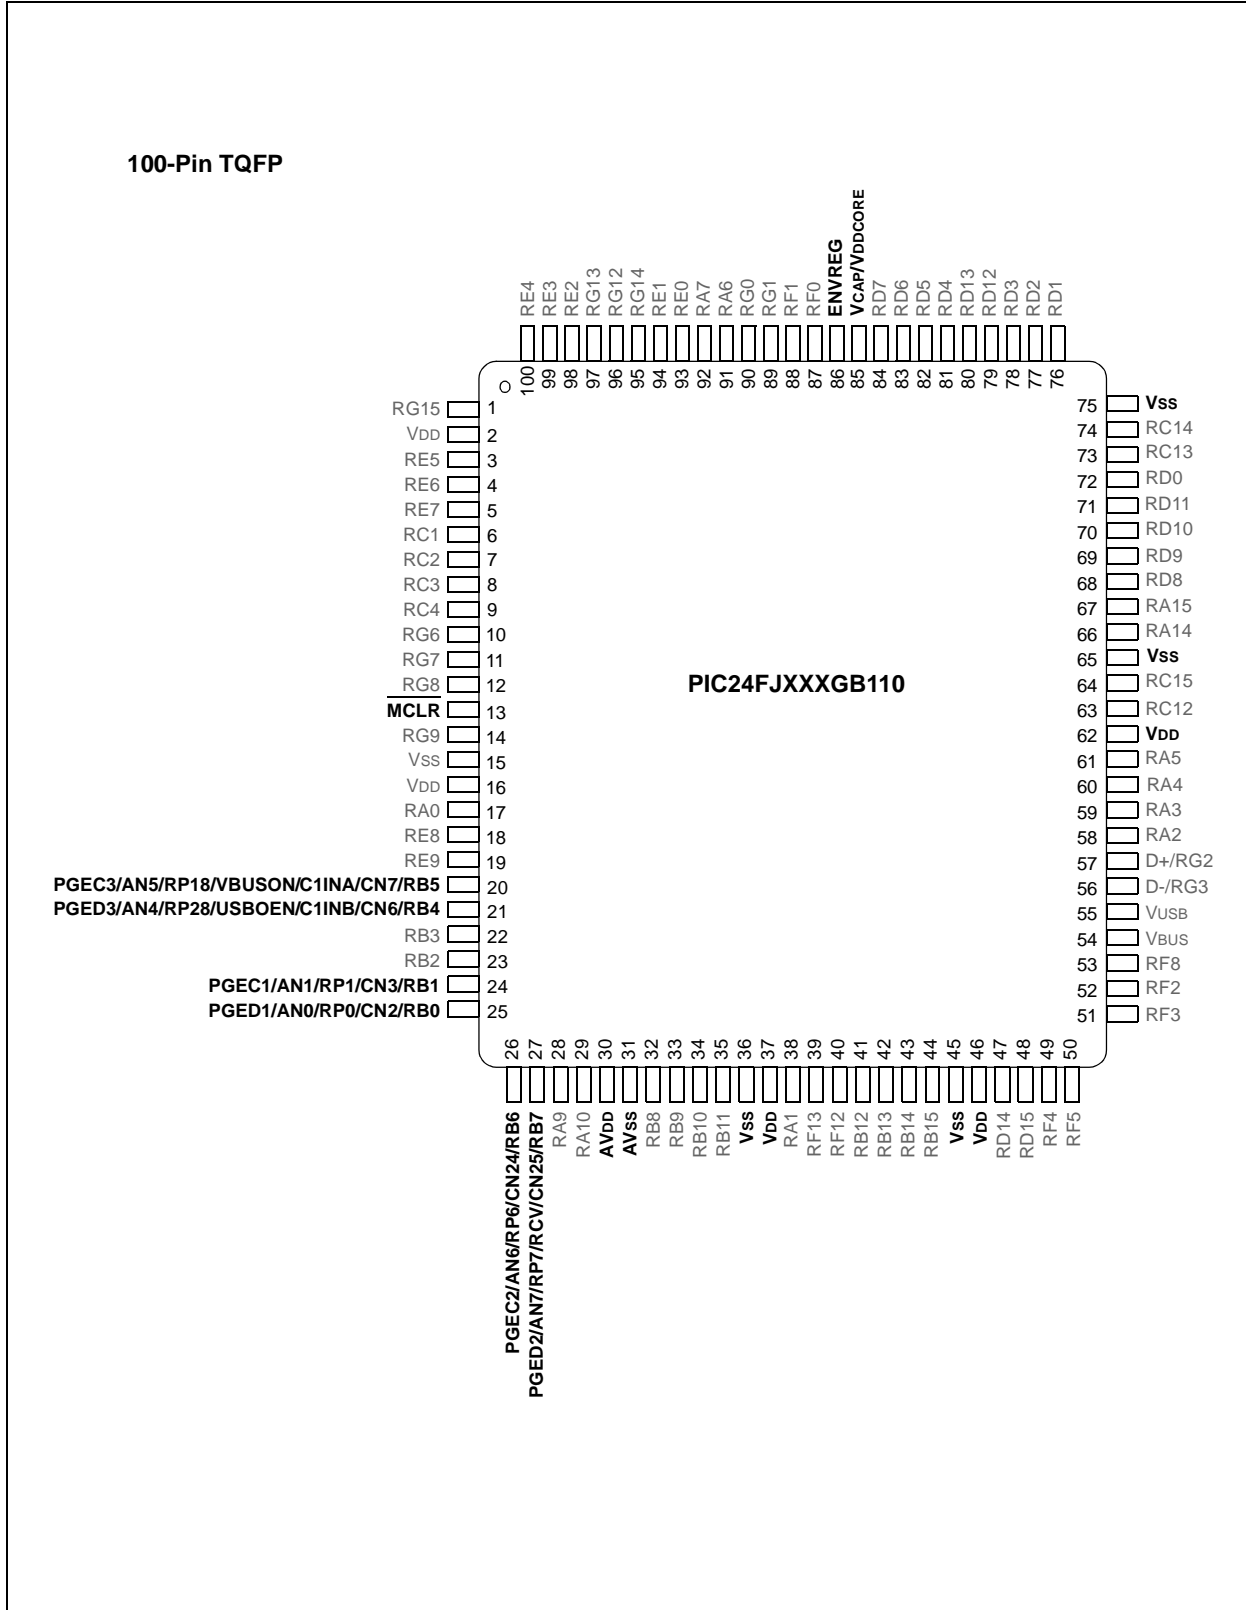 100-Pin TQFP
RE4
RE3
RE2
RG13
RG12
RG14
RE1
RE0
RA7
RA6
RG0
RG1
RF1
RF0
ENVREG
VCAP/VDDCORE
RD7
RD6
RD5
RD4
RD13
RD12
RD3
RD2
RD1
100
99
98
97
96
95
94
93
92
91
90
89
88
87
86
85
84
83
82
81
80
79
78
77
76
RG15 1
VDD 2
RE5 3
RE6 4
RE7 5
RC1 6
RC2 7
RC3 8
RC4 9
RG6 10
RG7 11
RG8 12
MCLR 13
RG9 14
VSS 15
VDD 16
RA0 17
RE8 18
RE9 19
PGEC3/AN5/RP18/VBUSON/C1INA/CN7/RB5 20
PGED3/AN4/RP28/USBOEN/C1INB/CN6/RB4 21
RB3 22
RB2 23
PGEC1/AN1/RP1/CN3/RB1 24
PGED1/AN0/RP0/CN2/RB0 25
PIC24FJXXXGB110
75 VSS
74 RC14
73 RC13
72 RD0
71 RD11
70 RD10
69 RD9
68 RD8
67 RA15
66 RA14
65 VSS
64 RC15
63 RC12
62 VDD
61 RA5
60 RA4
59 RA3
58 RA2
57 D+/RG2
56 D-/RG3
55 VUSB
54 VBUS
53 RF8
52 RF2
51 RF3
26
27
28
29
30
31
32
33
34
35
36
37
38
39
40
41
42
43
44
45
46
47
48
49
50
PGEC2/AN6/RP6/CN24/RB6
PGED2/AN7/RP7/RCV/CN25/RB7
RA9
RA10
AVDD
AVSS
RB8
RB9
RB10
RB11
VSS
VDD
RA1
RF13
RF12
RB12
RB13
RB14
RB15
VSS
VDD
RD14
RD15
RF4
RF5